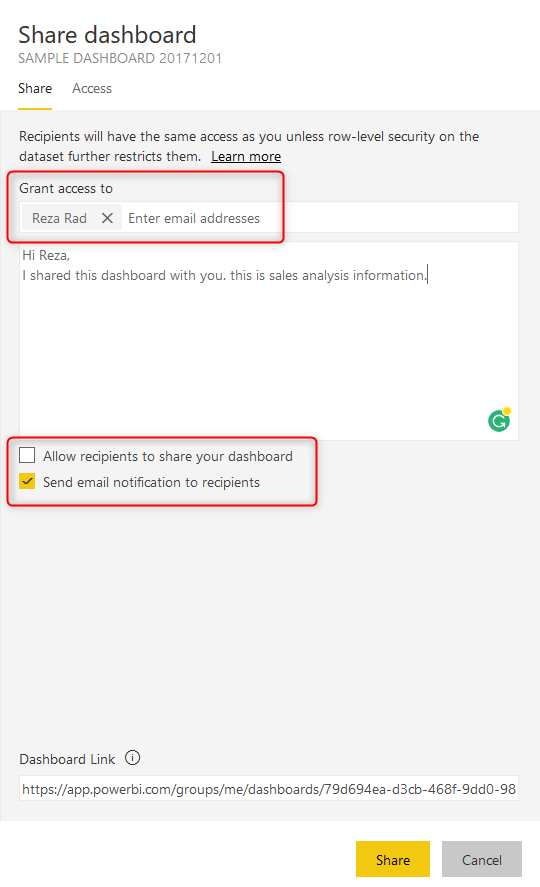 Share dashboard
SAMPLE DASHBOARD 20171201
Share Access
Recipients will have the same access as you unless row-level security on the
dataset further restricts them. Learn more
Grant access to
Reza Rad Enter email addresses
Hi Reza,
I shared this dashboard with you. this is sales analysis information.
Allow recipients to share your dashboard
Send email notification to recipients
Dashboard Link
https://app.powerbi.com/groups/me/dashboards/79d694ea-d3cb-468f-9dd0-98
Share Cancel